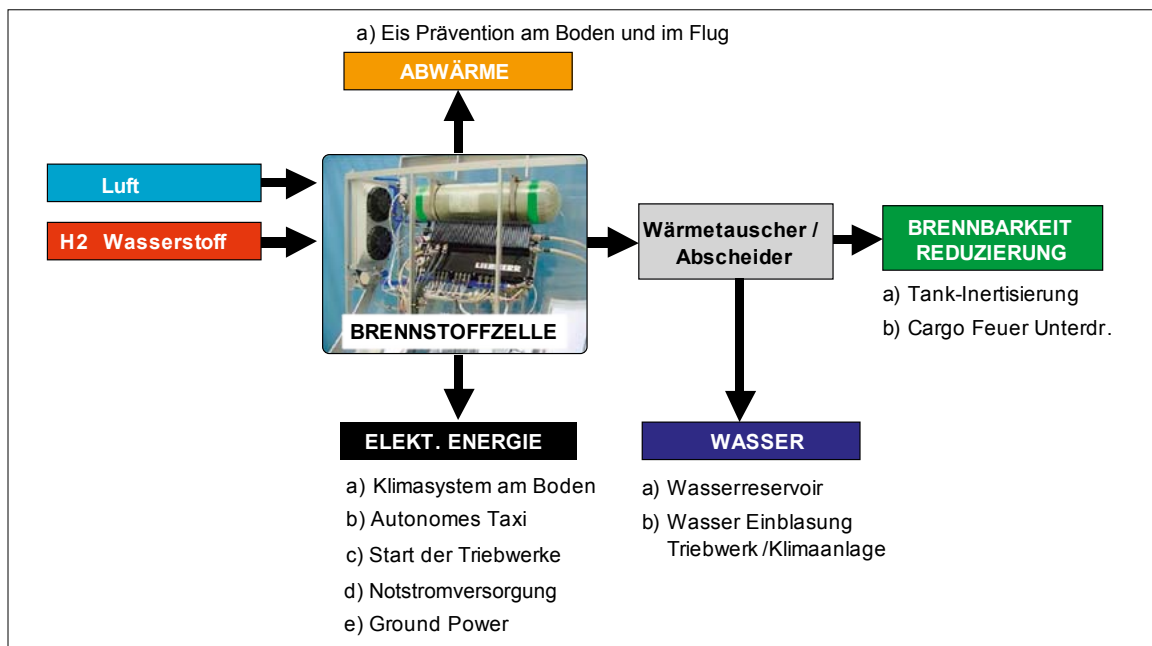 a) Eis Prävention am Boden und im Flug
ABWÄRME
Luft
H2 Wasserstoff
LIEBHERR
BRENNSTOFFZELLE
Wärmetauscher /
Abscheider
BRENNBARKEIT
REDUZIERUNG
a) Tank-Inertisierung
b) Cargo Feuer Unterdr.
ELEKT. ENERGIE
a) Klimasystem am Boden
b) Autonomes Taxi
c) Start der Triebwerke
d) Notstromversorgung
e) Ground Power
WASSER
a) Wasserreservoir
b) Wasser Einblasung
Triebwerk /Klimaanlage